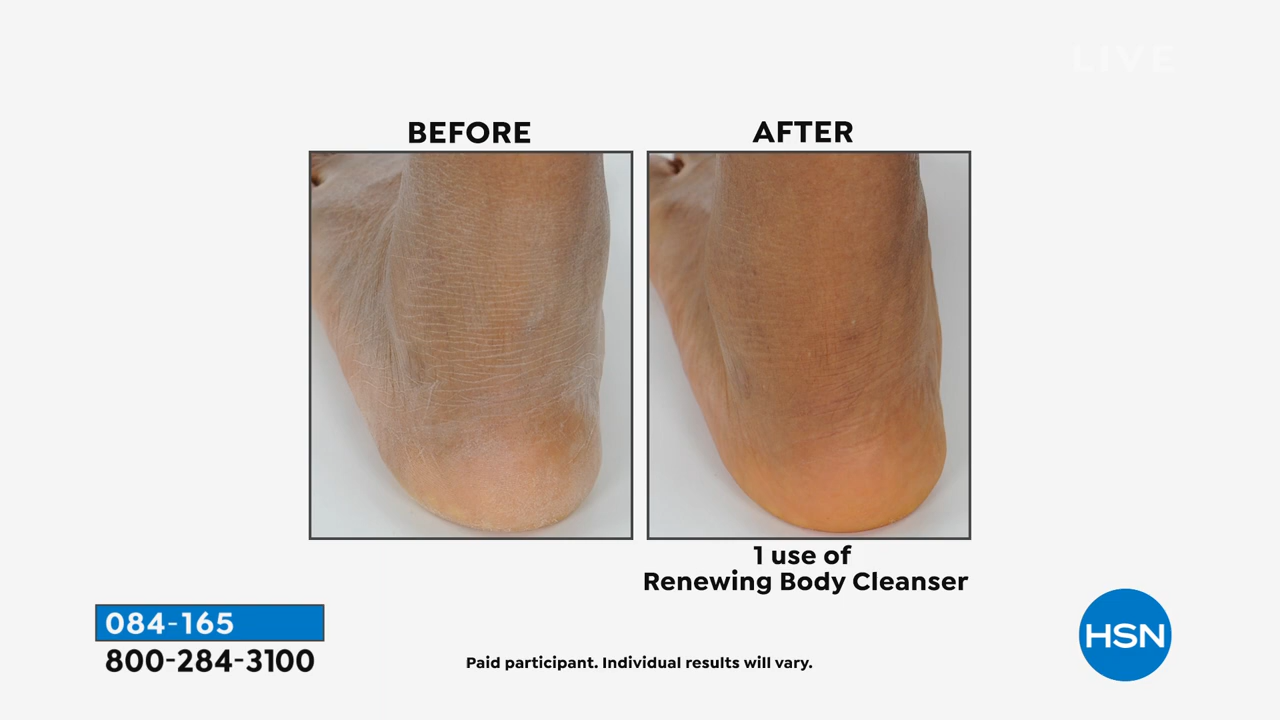 LIVE
BEFORE
AFTER
1 use of
Renewing Body Cleanser
084-165
800-284-3100
Paid participant. Individual results will vary.
HSN